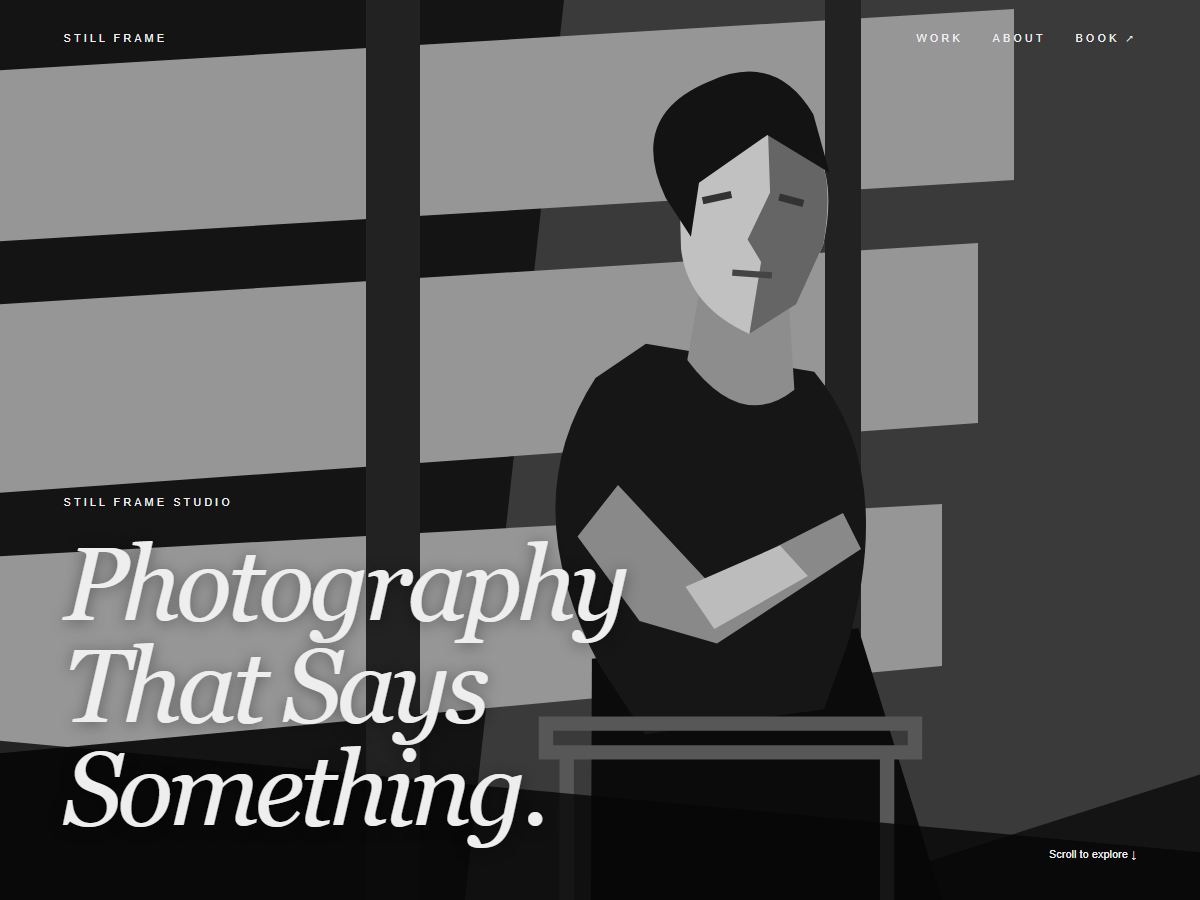 STILL FRAME
WORK ABOUT BOOK ↗
STILL FRAME STUDIO
Photography
That Says
Something.
Scroll to explore ↓